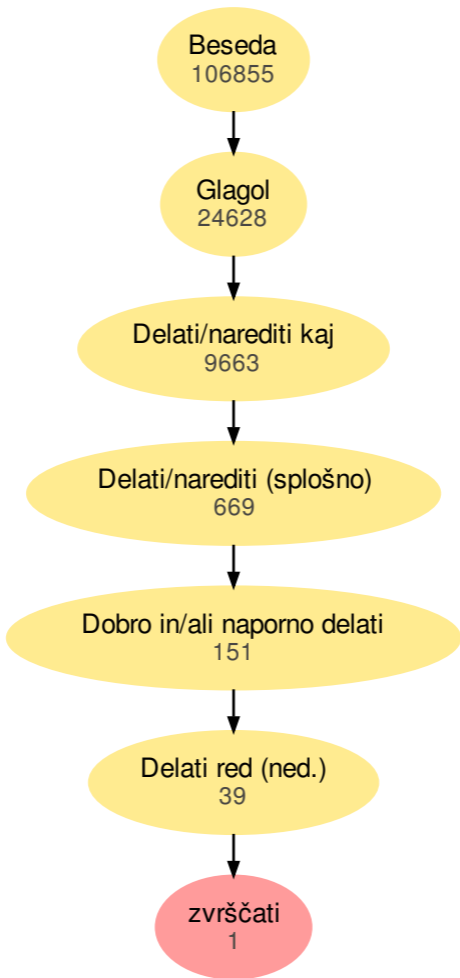 Beseda
106855
Glagol
24628
Delati/narediti kaj
9663
Delati/narediti (splošno)
669
Dobro in/ali naporno delati
151
Delati red (ned.)
39
zvrščati
1